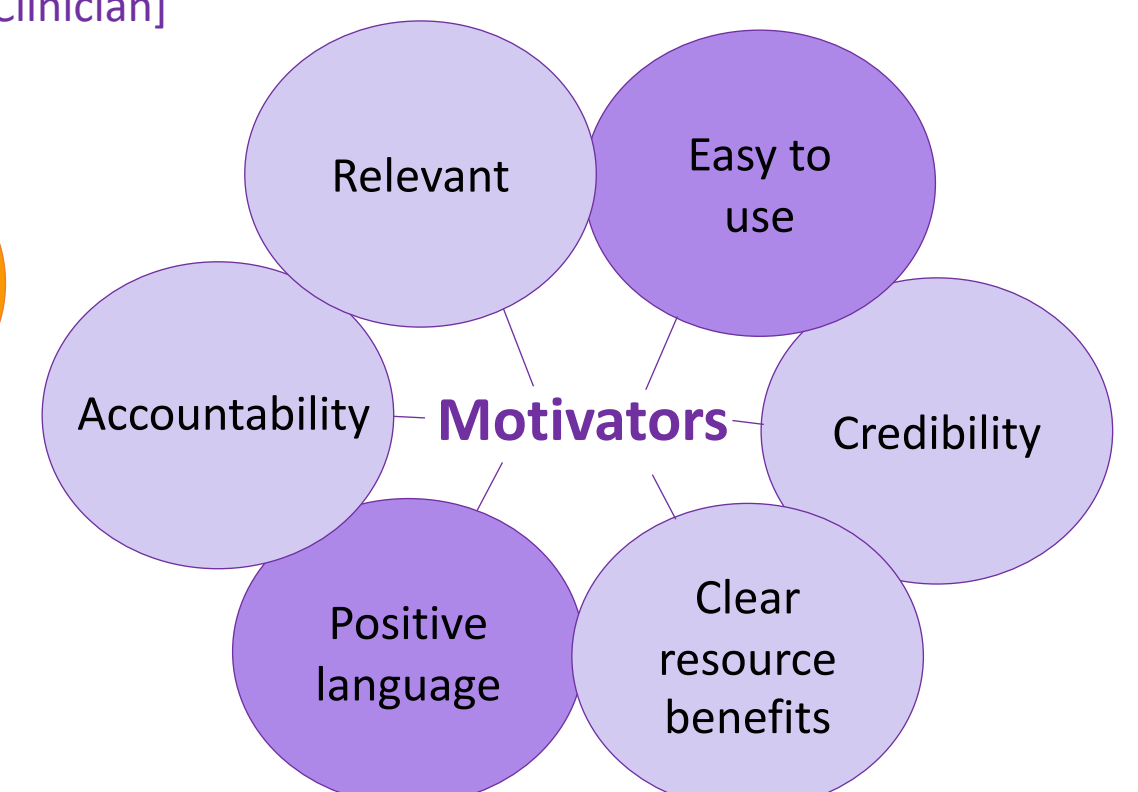 Clinician]
Relevant
Easy to
use
Accountability
Motivators
Credibility
Positive
language
Clear
resource
benefits